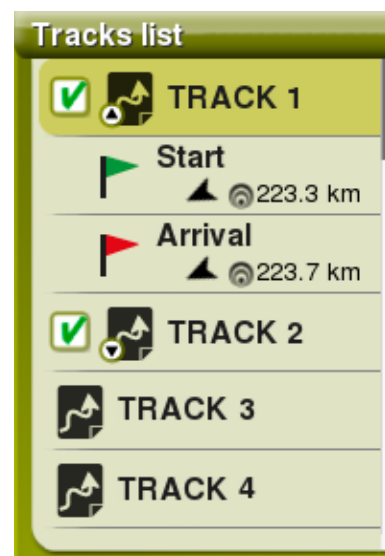 Tracks list
TRACK 1
Start
223.3 km
Arrival
223.7 km
TRACK 2
TRACK 3
TRACK 4